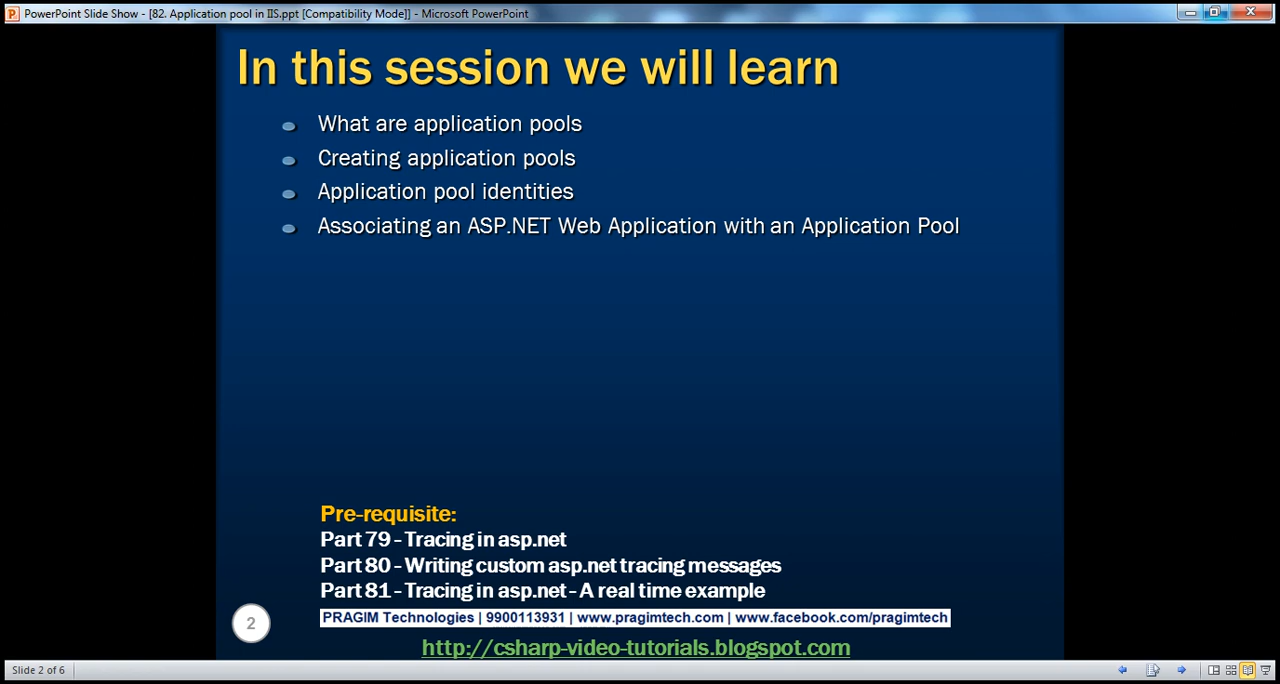 PowerPoint Slide Show - [82. Application pool in IIS.ppt [Compatibility Mode]] - Microsoft PowerPoint
In this session we will learn
What are application pools
Creating application pools
Application pool identities
Associating an ASP.NET Web Application with an Application Pool
Pre-requisite:
Part 79 - Tracing in asp.net
Part 80 - Writing custom asp.net tracing messages
Part 81 - Tracing in asp.net - A real time example
PRAGIM Technologies | 9900113931 | www.pragimtech.com | www.facebook.com/pragimtech
2
http://csharp-video-tutorials.blogspot.com
Slide 2 of 6